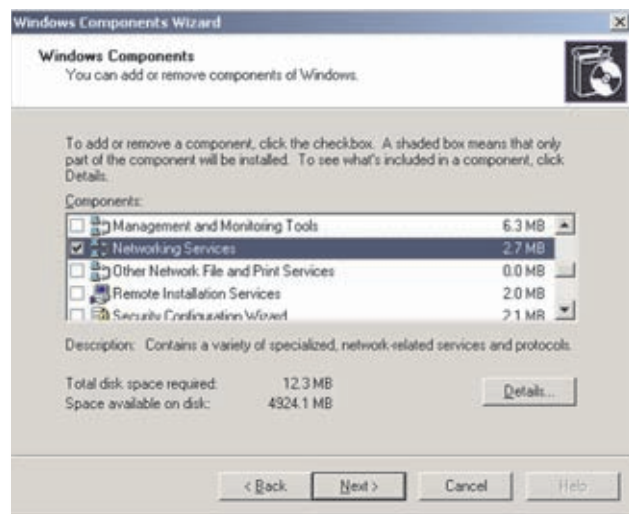 Windows Components Wizard
Windows Components
You can add or remove components of Windows.
To add or remove a component, click the checkbox. A shaded box means that only
part of the component will be installed. To see what's included in a component, click
Details.
Components:
Management and Monitoring Tools 6.3 MB
Networking Services 2.7 MB
Other Network File and Print Services 0.0 MB
Remote Installation Services 2.0 MB
Security Configuration Wizard 2.1 MB
Description: Contains a variety of specialized, network-related services and protocols.
Total disk space required: 12.3 MB
Space available on disk: 4924.1 MB
Details...
< Back Next > Cancel Help